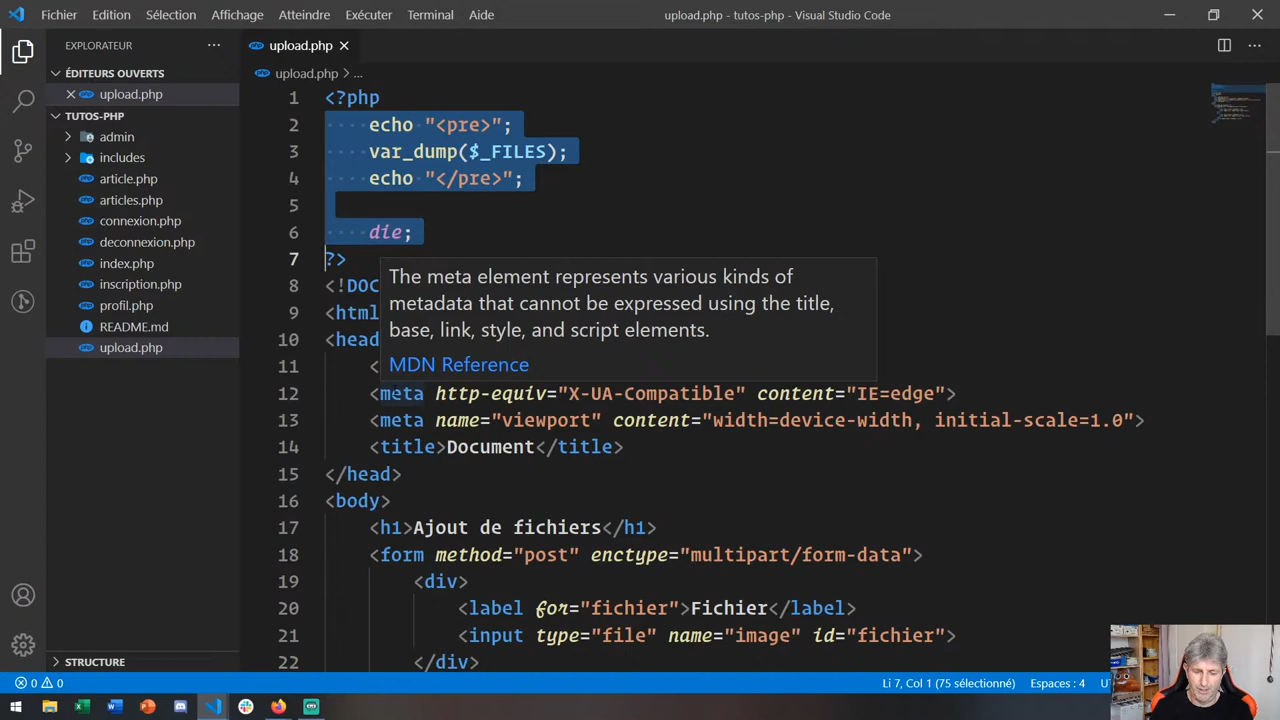 Fichier Edition Sélection Affichage Atteindre Exécuter Terminal Aide upload.php - tutos-php - Visual Studio Code
EXPLORATEUR ··· upload.php
ÉDITEURS OUVERTS
upload.php
TUTOS-PHP
admin
includes
article.php
articles.php
connexion.php
deconnexion.php
index.php
inscription.php
profil.php
README.md
upload.php
STRUCTURE
upload.php > ...
1 <?php
2 echo "<pre>";
3 var_dump($_FILES);
4 echo "</pre>";
5
6 die;
7 ?>
8 <!DOC
9 <html
10 <head
11 <
The meta element represents various kinds of
metadata that cannot be expressed using the title,
base, link, style, and script elements.
MDN Reference
12 <meta http-equiv="X-UA-Compatible" content="IE=edge">
13 <meta name="viewport" content="width=device-width, initial-scale=1.0">
14 <title>Document</title>
15 </head>
16 <body>
17 <h1>Ajout de fichiers</h1>
18 <form method="post" enctype="multipart/form-data">
19 <div>
20 <label for="fichier">Fichier</label>
21 <input type="file" name="image" id="fichier">
22 </div>
0 0 Li 7, Col 1 (75 sélectionné) Espaces : 4